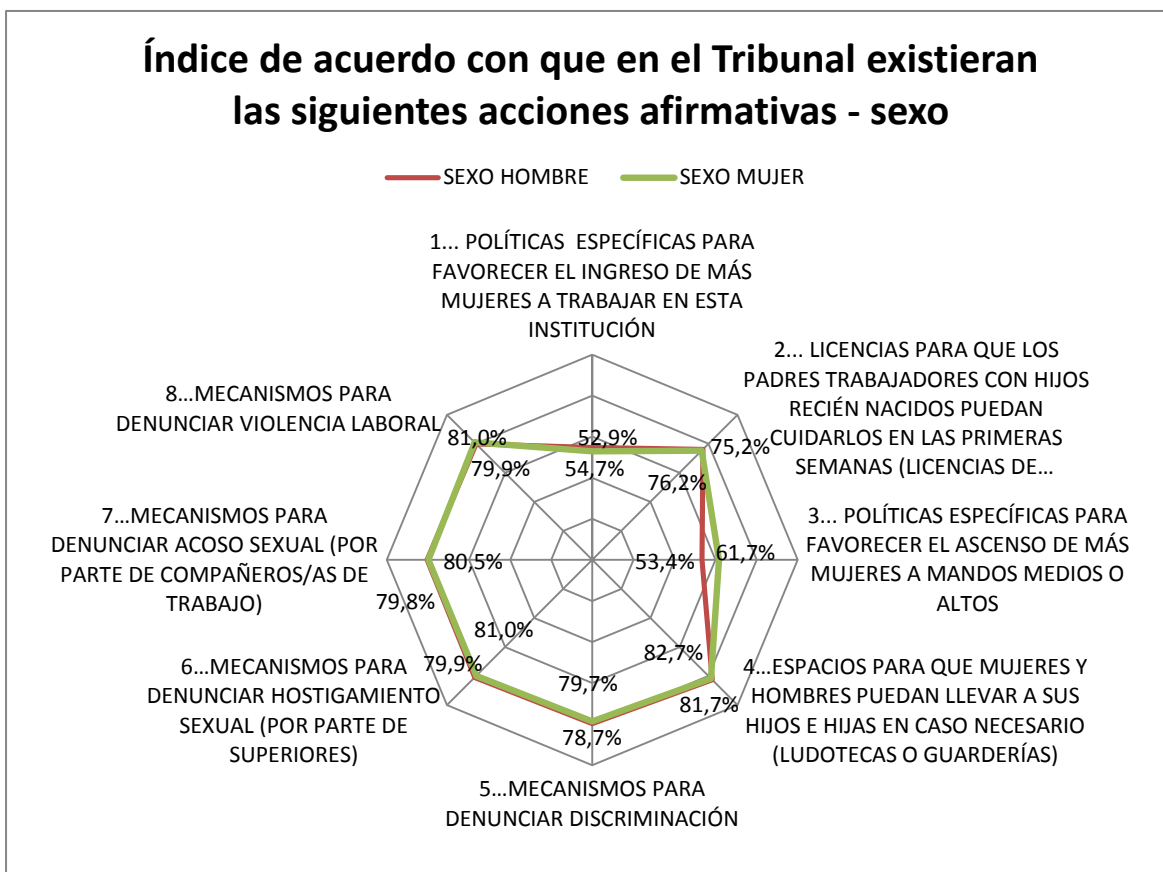 Índice de acuerdo con que en el Tribunal existieran
las siguientes acciones afirmativas - sexo
SEXO HOMBRE
SEXO MUJER
1... POLÍTICAS ESPECÍFICAS PARA
FAVORECER EL INGRESO DE MÁS
MUJERES A TRABAJAR EN ESTA
INSTITUCIÓN
2... LICENCIAS PARA QUE LOS
PADRES TRABAJADORES CON HIJOS
RECIÉN NACIDOS PUEDAN
CUIDARLOS EN LAS PRIMERAS
SEMANAS (LICENCIAS DE...
3... POLÍTICAS ESPECÍFICAS PARA
FAVORECER EL ASCENSO DE MÁS
MUJERES A MANDOS MEDIOS O
ALTOS
4...ESPACIOS PARA QUE MUJERES Y
HOMBRES PUEDAN LLEVAR A SUS
HIJOS E HIJAS EN CASO NECESARIO
(LUDOTECAS O GUARDERÍAS)
5...MECANISMOS PARA
DENUNCIAR DISCRIMINACIÓN
6...MECANISMOS PARA
DENUNCIAR HOSTIGAMIENTO
SEXUAL (POR PARTE DE
SUPERIORES)
7...MECANISMOS PARA
DENUNCIAR ACOSO SEXUAL (POR
PARTE DE COMPAÑEROS/AS DE
TRABAJO)
8...MECANISMOS PARA
DENUNCIAR VIOLENCIA LABORAL
52,9%
54,7%
75,2%
76,2%
61,7%
53,4%
82,7%
81,7%
79,7%
78,7%
81,0%
79,9%
80,5%
79,8%
81,0%
79,9%